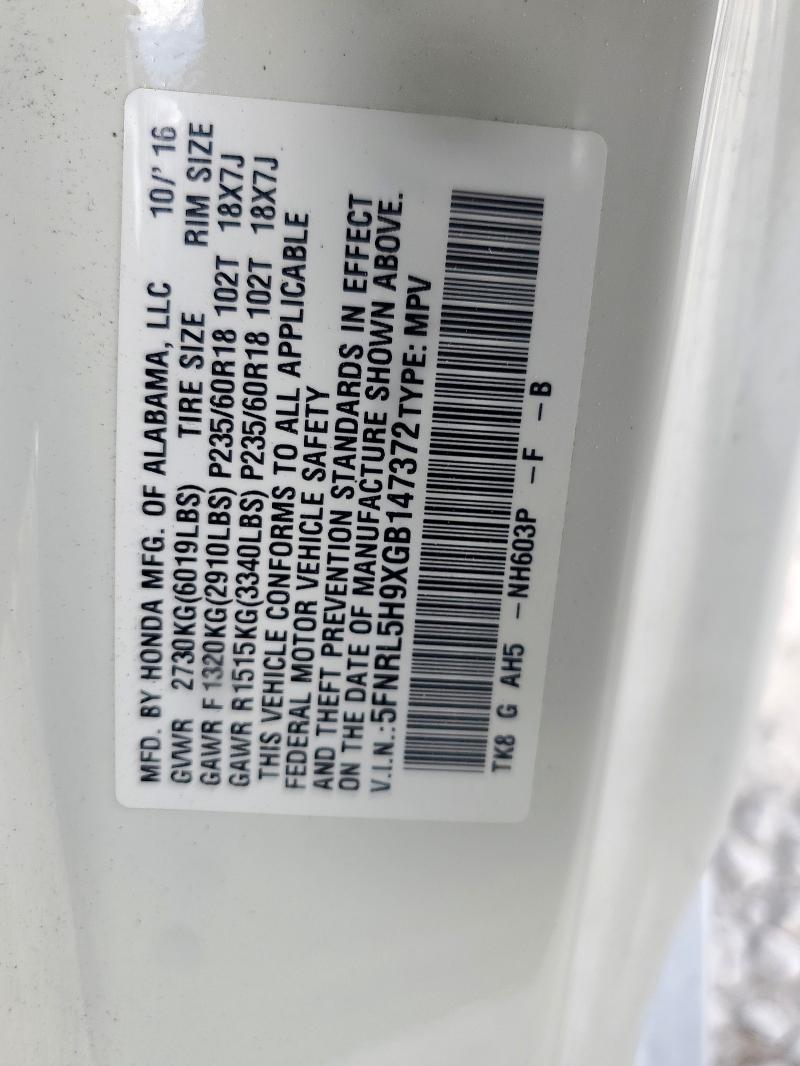 MFD. BY HONDA MFG. OF ALABAMA, LLC 10/' 16
GVWR 2730KG(6019LBS) TIRE SIZE RIM SIZE
GAWR F 1320KG(2910LBS) P235/60R18 102T 18X7J
GAWR R1515KG(3340LBS) P235/60R18 102T 18X7J
THIS VEHICLE CONFORMS TO ALL APPLICABLE
FEDERAL MOTOR VEHICLE SAFETY
AND THEFT PREVENTION STANDARDS IN EFFECT
ON THE DATE OF MANUFACTURE SHOWN ABOVE.
V.I.N.:5FNRL5H9XGB147372 TYPE: MPV
TK8 G AH5 -NH603P -F -B